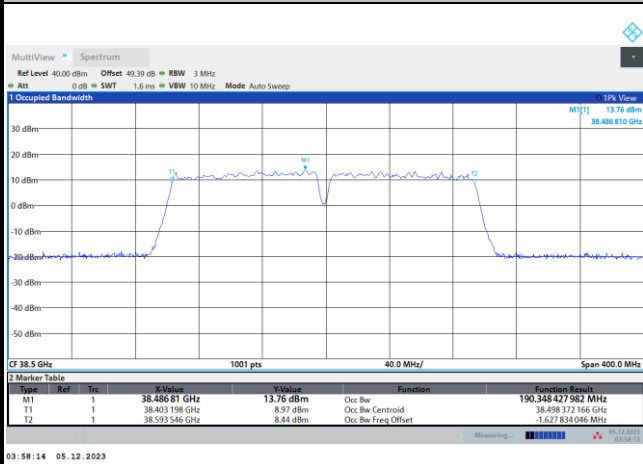 MultiView Spectrum
Ref Level 40.00 dBm Offset 49.39 dB RBW 3 MHz
Att 0 dB SWT 1.6 ms VBW 10 MHz Mode Auto Sweep
1 Occupied Bandwidth 1Pk View
M1[1] 13.76 dBm
38.486 810 GHz
30 dBm
20 dBm
M1
T1
T2
10 dBm
0 dBm
-10 dBm
-20 dBm
-30 dBm
-40 dBm
-50 dBm
CF 38.5 GHz 1001 pts 40.0 MHz/ Span 400.0 MHz
2 Marker Table
Type Ref Trc X-Value Y-Value Function Function Result
M1 1 38.486 81 GHz 13.76 dBm Occ Bw 190.348 427 982 MHz
T1 1 38.403 198 GHz 8.97 dBm Occ Bw Centroid 38.498 372 166 GHz
T2 1 38.593 546 GHz 8.44 dBm Occ Bw Freq Offset -1.627 834 046 MHz
Measuring... 05.12.2023
03:58:13
03:58:14 05.12.2023